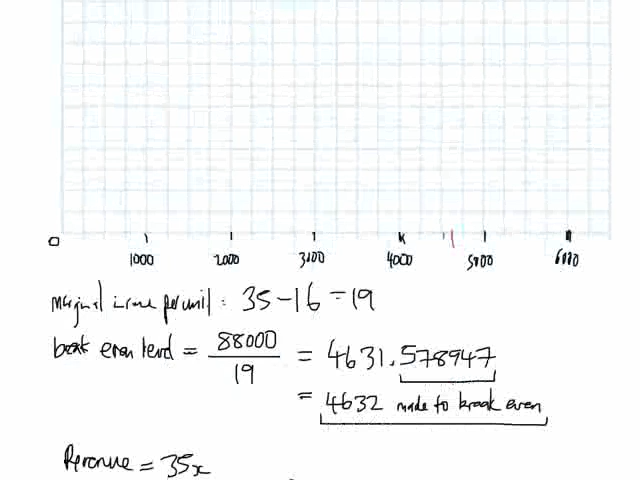 0 1000 2000 3000 4000 5000 6000
marginal income per unit : 35 - 16 = 19
break even level = 88000 / 19 = 4631.578947
= 4632 made to break even
Revenue = 35x